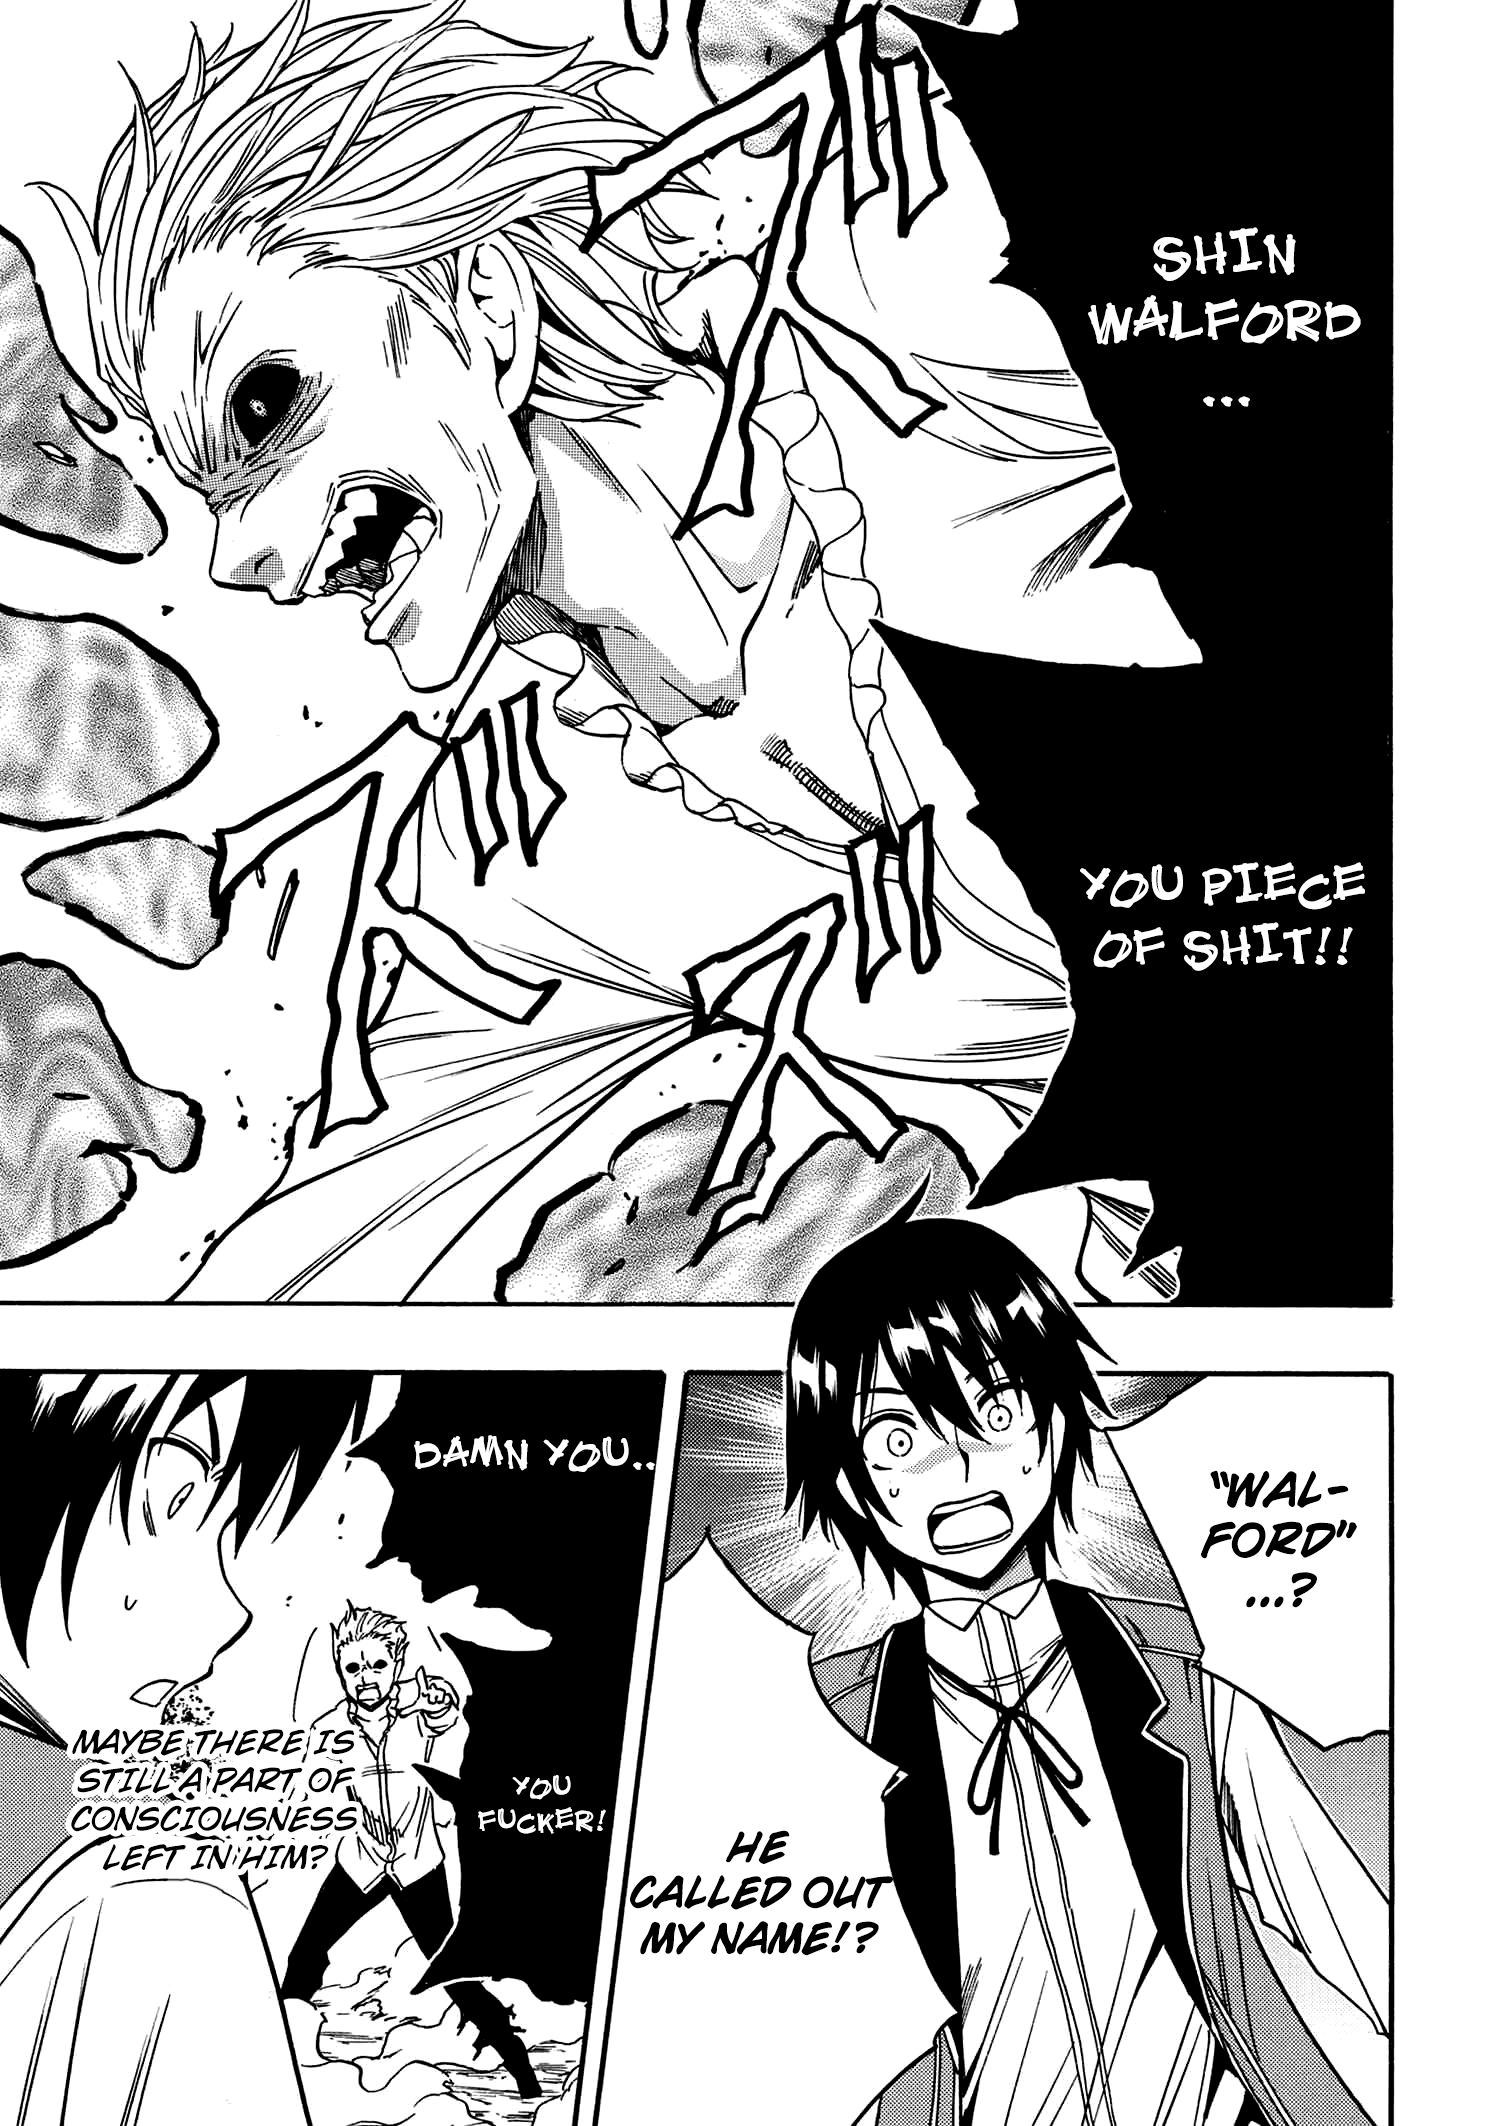 SHIN
WALFORD
...
YOU PIECE
OF SHIT!!
"WAL-
FORD"
...?
HE
CALLED OUT
MY NAME!?
DAMN YOU..
YOU
FUCKER!
MAYBE THERE IS
STILL A PART OF
CONSCIOUSNESS
LEFT IN HIM?